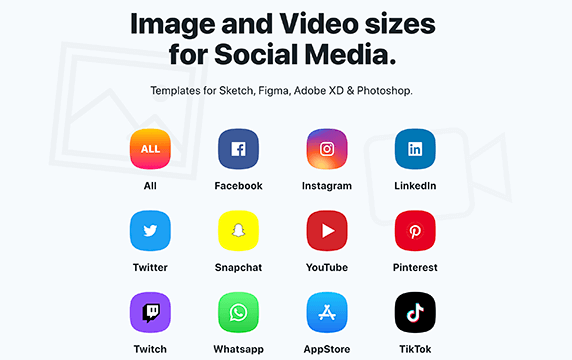 Image and Video sizes
for Social Media.
Templates for Sketch, Figma, Adobe XD & Photoshop.
ALL
All Facebook Instagram LinkedIn
Twitter Snapchat YouTube Pinterest
Twitch Whatsapp AppStore TikTok